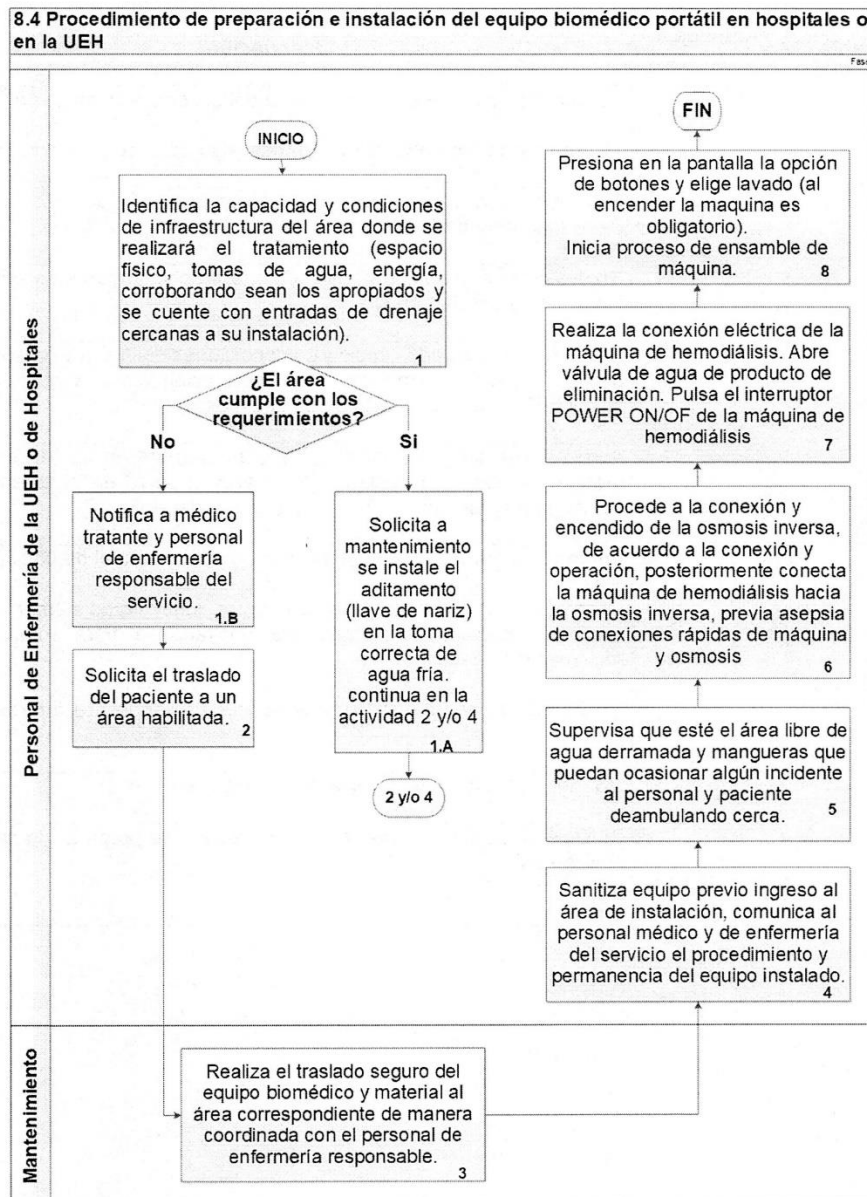 8.4 Procedimiento de preparación e instalación del equipo biomédico portátil en hospitales o
en la UEH
Fase
Personal de Enfermería de la UEH o de Hospitales
INICIO
Identifica la capacidad y condiciones
de infraestructura del área donde se
realizará el tratamiento (espacio
físico, tomas de agua, energía,
corroborando sean los apropiados y
se cuente con entradas de drenaje
cercanas a su instalación).
1
¿El área
cumple con los
requerimientos?
No
Si
Notifica a médico
tratante y personal
de enfermería
responsable del
servicio.
1.B
Solicita el traslado
del paciente a un
área habilitada.
2
Solicita a
mantenimiento
se instale el
aditamento
(llave de nariz)
en la toma
correcta de
agua fría.
continua en la
actividad 2 y/o 4
1.A
2 y/o 4
FIN
Presiona en la pantalla la opción
de botones y elige lavado (al
encender la maquina es
obligatorio).
Inicia proceso de ensamble de
máquina.
8
Realiza la conexión eléctrica de la
máquina de hemodiálisis. Abre
válvula de agua de producto de
eliminación. Pulsa el interruptor
POWER ON/OF de la máquina de
hemodiálisis
7
Procede a la conexión y
encendido de la osmosis inversa,
de acuerdo a la conexión y
operación, posteriormente conecta
la máquina de hemodiálisis hacia
la osmosis inversa, previa asepsia
de conexiones rápidas de máquina
y osmosis
6
Supervisa que esté el área libre de
agua derramada y mangueras que
puedan ocasionar algún incidente
al personal y paciente
deambulando cerca.
5
Sanitiza equipo previo ingreso al
área de instalación, comunica al
personal médico y de enfermería
del servicio el procedimiento y
permanencia del equipo instalado.
4
Mantenimiento
Realiza el traslado seguro del
equipo biomédico y material al
área correspondiente de manera
coordinada con el personal de
enfermería responsable.
3